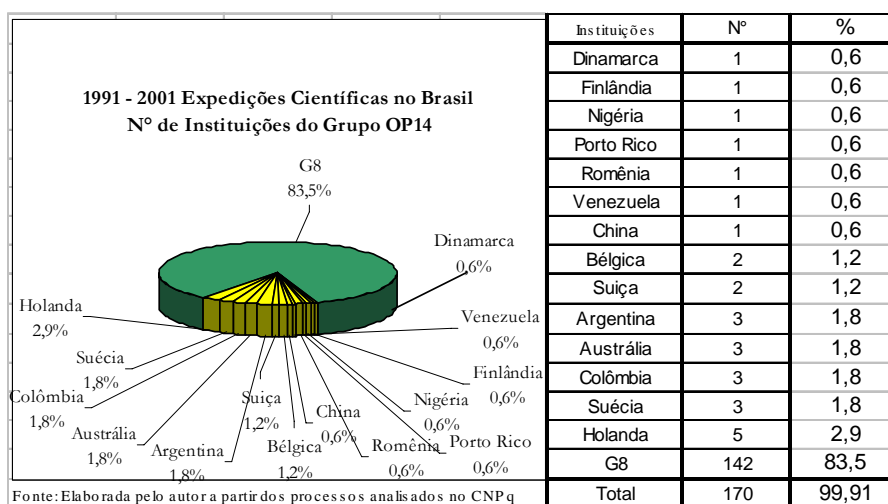 1991 - 2001 Expedições Científicas no Brasil
N° de Instituições do Grupo OP14
G8
83,5%
Dinamarca
0,6%
Holanda
2,9%
Venezuela
0,6%
Suécia
1,8%
Finlândia
0,6%
Colômbia
1,8%
Suiça
1,2%
China
0,6%
Nigéria
0,6%
Austrália
1,8%
Argentina
1,8%
Bélgica
1,2%
Romênia
0,6%
Porto Rico
0,6%
Fonte: Elaborada pelo autor a partir dos processos analisados no CNPq
Instituições N° %
Dinamarca 1 0,6
Finlândia 1 0,6
Nigéria 1 0,6
Porto Rico 1 0,6
Romênia 1 0,6
Venezuela 1 0,6
China 1 0,6
Bélgica 2 1,2
Suiça 2 1,2
Argentina 3 1,8
Austrália 3 1,8
Colômbia 3 1,8
Suécia 3 1,8
Holanda 5 2,9
G8 142 83,5
Total 170 99,91